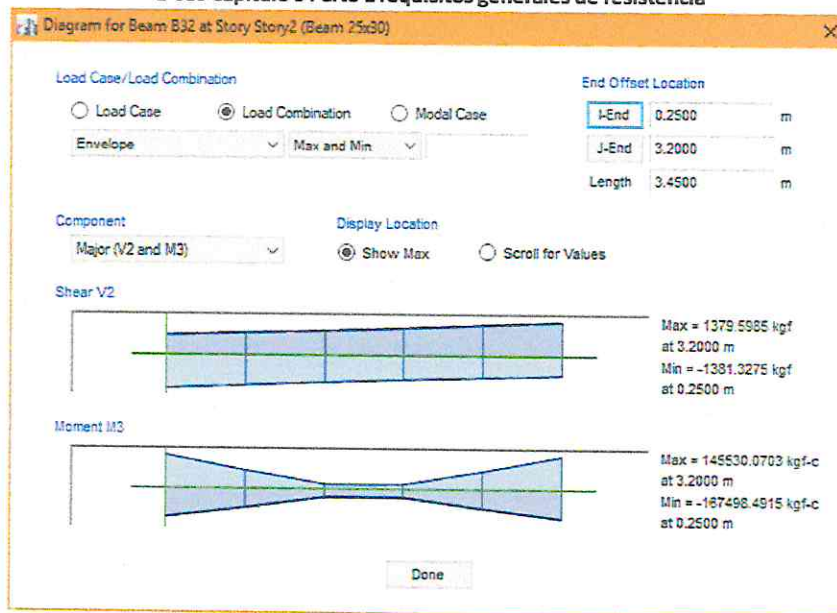 Diagram for Beam B32 at Story Story2 (Beam 25x30)
Load Case/Load Combination
Load Case
Load Combination
Modal Case
Envelope
Max and Min
End Offset Location
I-End 0.2500 m
J-End 3.2000 m
Length 3.4500 m
Component
Major (V2 and M3)
Display Location
Show Max
Scroll for Values
Shear V2
Max = 1379.5985 kgf
at 3.2000 m
Min = -1381.3275 kgf
at 0.2500 m
Moment M3
Max = 145530.0703 kgf-c
at 3.2000 m
Min = -167498.4915 kgf-c
at 0.2500 m
Done